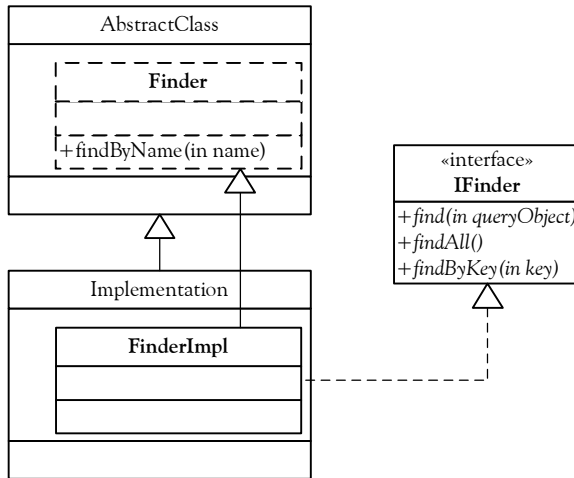 AbstractClass
Finder
+findByName(in name)
«interface»
IFinder
+find(in queryObject)
+findAll()
+findByKey(in key)
Implementation
FinderImpl